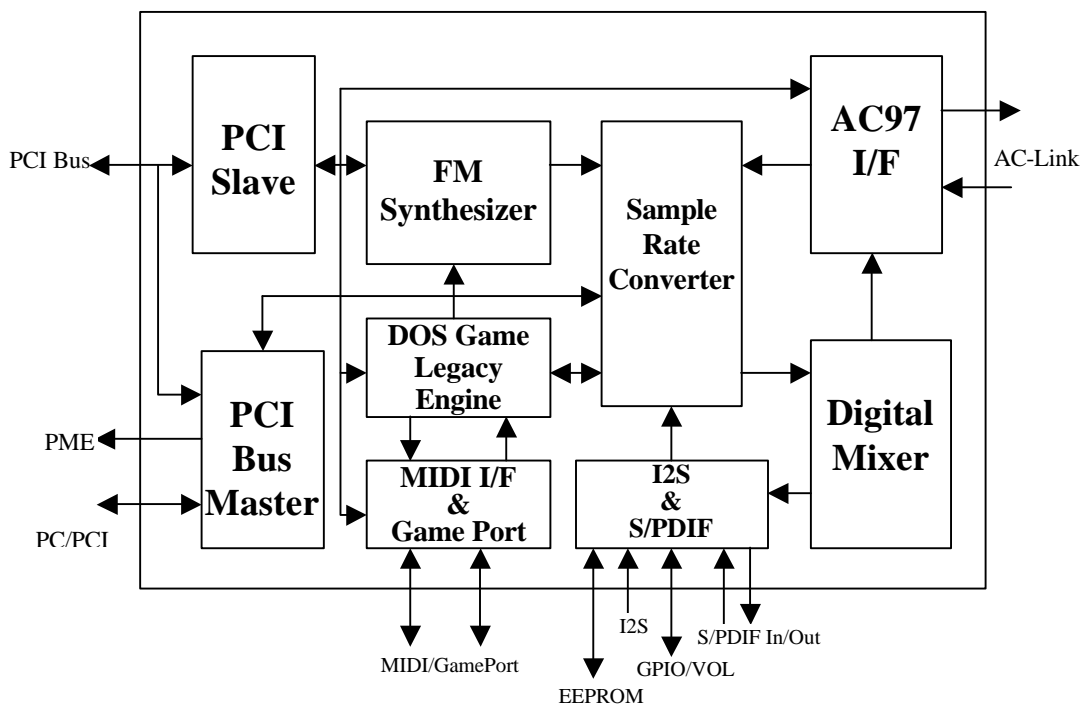 PCI Bus
PCI
Slave
FM
Synthesizer
Sample
Rate
Converter
AC97
I/F
AC-Link
DOS Game
Legacy
Engine
PCI
Bus
Master
PME
PC/PCI
MIDI I/F
&
Game Port
I2S
&
S/PDIF
Digital
Mixer
I2S
S/PDIF In/Out
MIDI/GamePort
GPIO/VOL
EEPROM